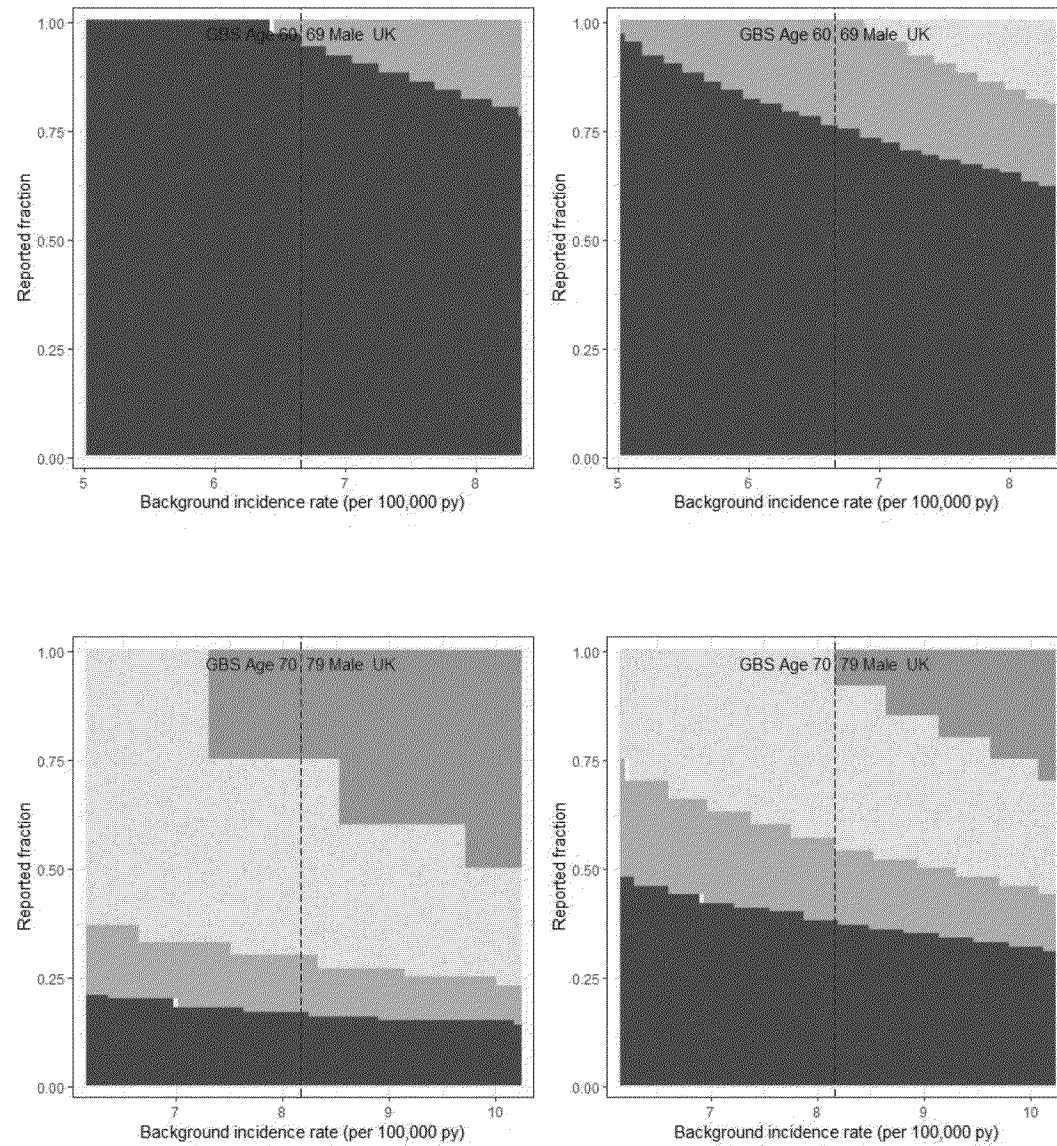 1.00
GBS Age 60 69 Male UK
0.75
0.50
0.25
0.00
Reported fraction
5 6 7 8
Background incidence rate (per 100,000 py)
1.00
GBS Age 60 69 Male UK
0.75
0.50
0.25
0.00
Reported fraction
5 6 7 8
Background incidence rate (per 100,000 py)
1.00
GBS Age 70 79 Male UK
0.75
0.50
0.25
0.00
Reported fraction
7 8 9 10
Background incidence rate (per 100,000 py)
1.00
GBS Age 70 79 Male UK
0.75
0.50
0.25
0.00
Reported fraction
7 8 9 10
Background incidence rate (per 100,000 py)